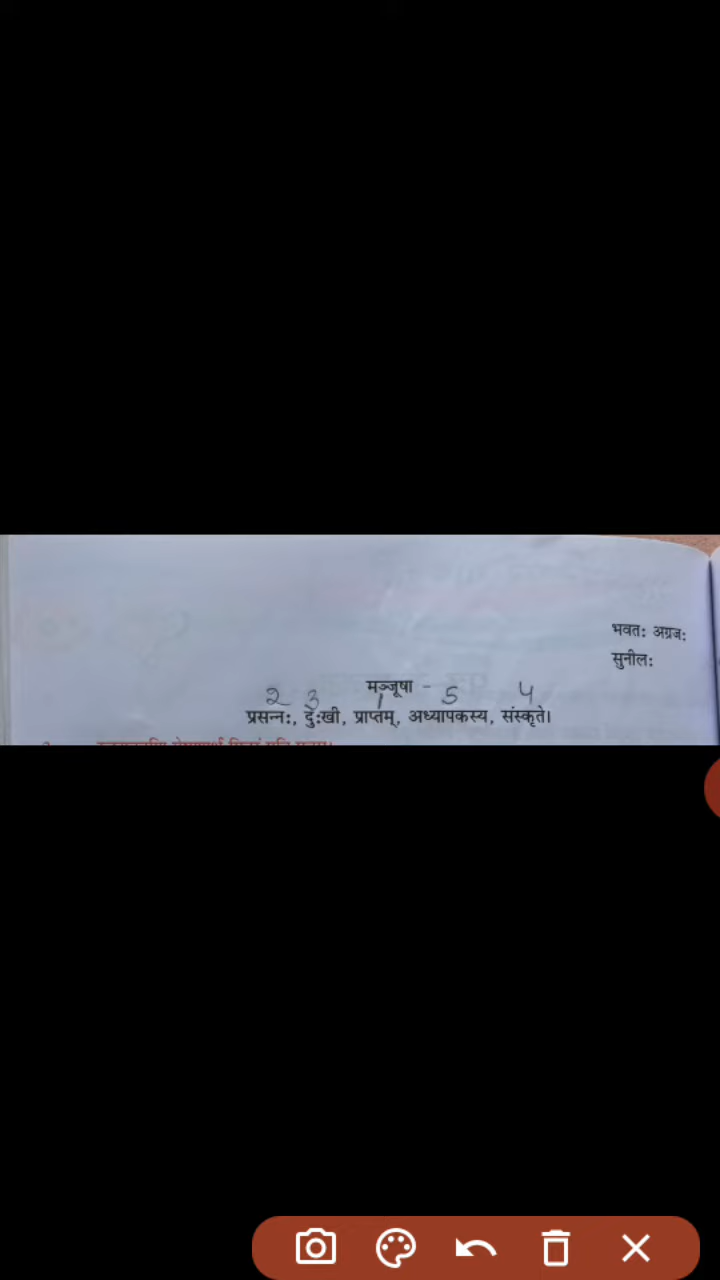 भवतः अग्रजः
सुनीलः
मञ्जूषा -
2 3 1 5 4
प्रसन्नः, दुःखी, प्राप्तम्, अध्यापकस्य, संस्कृते।